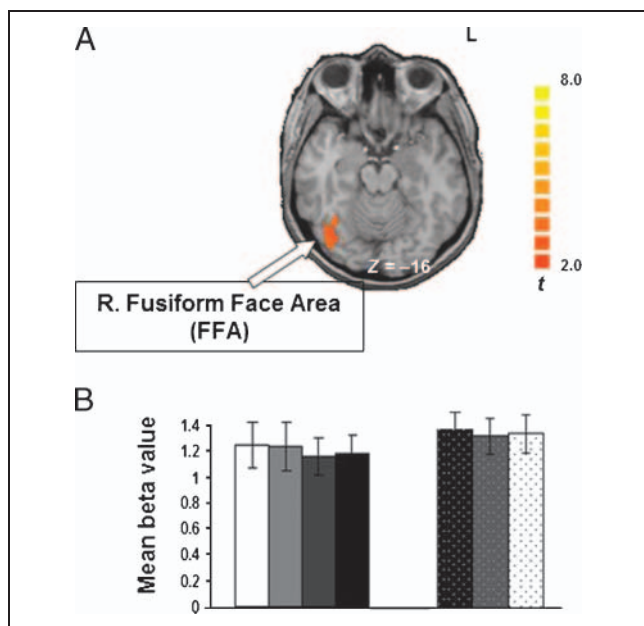 A
L
8.0
2.0
t
Z = –16
R. Fusiform Face Area
(FFA)
B
Mean beta value
1.4
1.2
1
0.8
0.6
0.4
0.2
0